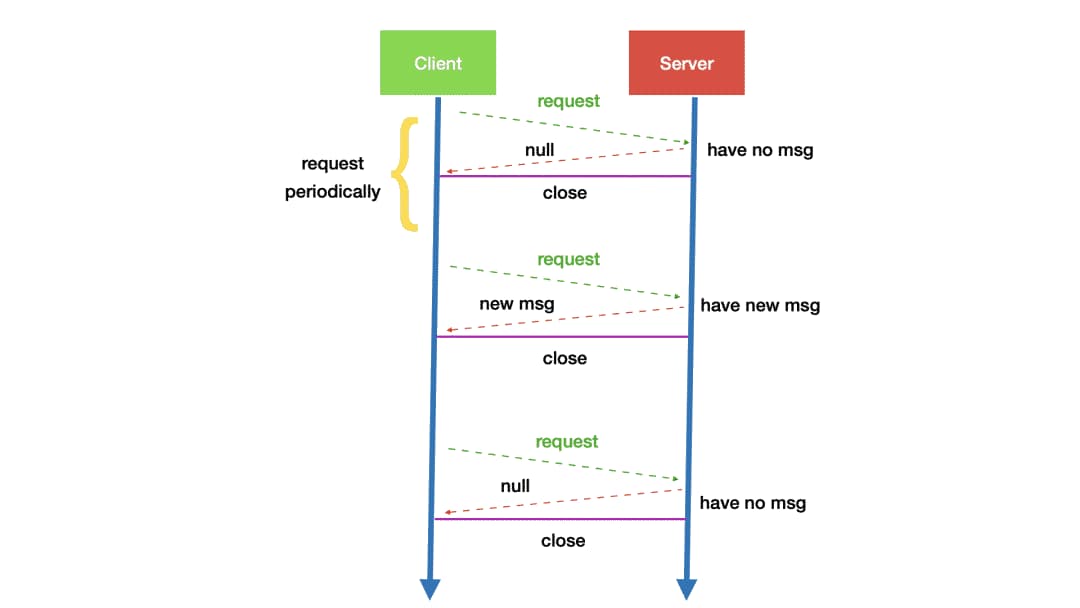 Client
Server
request
null
have no msg
request
periodically
close
request
new msg
have new msg
close
request
null
have no msg
close